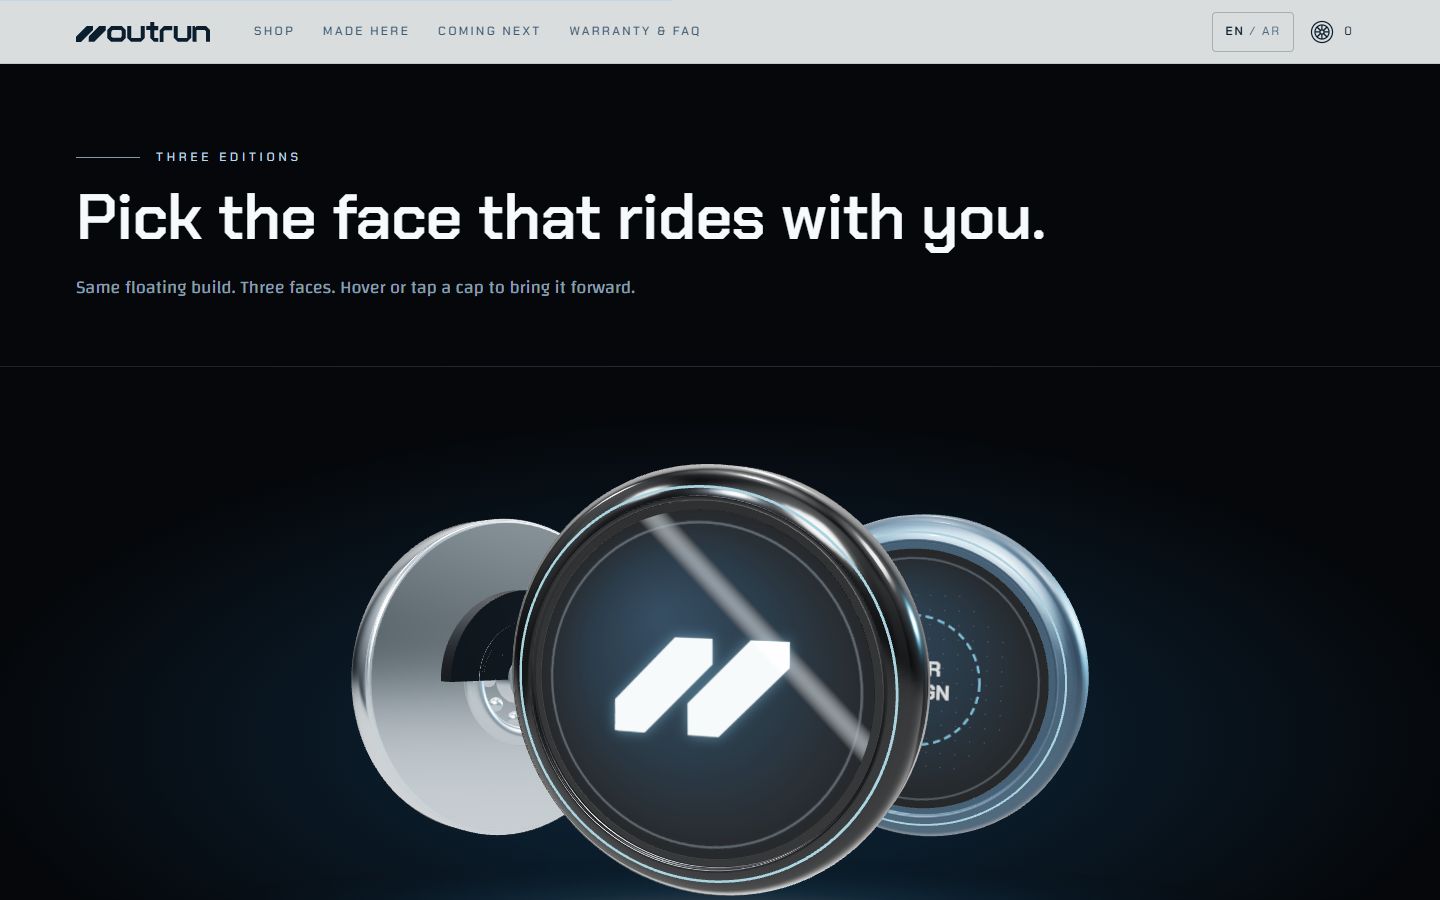 outrun
SHOP
MADE HERE
COMING NEXT
WARRANTY & FAQ
EN / AR
0
THREE EDITIONS
Pick the face that rides with you.
Same floating build. Three faces. Hover or tap a cap to bring it forward.